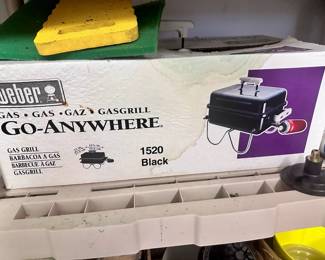 weber
GAS • GAS • GAZ • GASGRILL
GO-ANYWHERE®
GAS GRILL
BARBACOA A GAS
BARBECUE A GAZ
GASGRILL
1520
Black